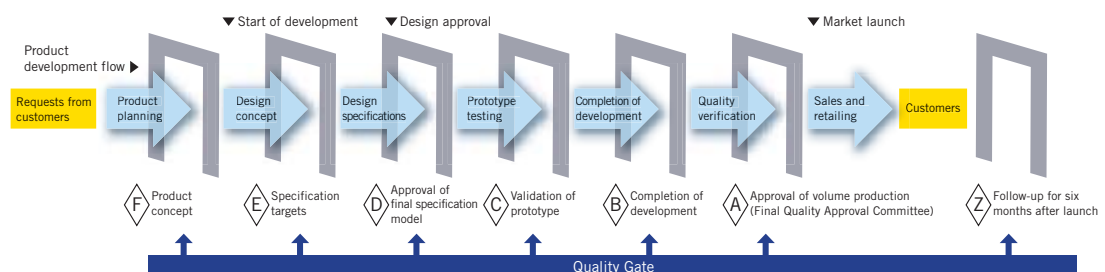 ▼ Start of development
▼ Design approval
▼ Market launch
Product
development flow ▶
Requests from
customers
Product
planning
Design
concept
Design
specifications
Prototype
testing
Completion of
development
Quality
verification
Sales and
retailing
Customers
F
Product
concept
E
Specification
targets
D
Approval of
final specification
model
C
Validation of
prototype
B
Completion of
development
A
Approval of volume production
(Final Quality Approval Committee)
Z
Follow-up for six
months after launch
Quality Gate